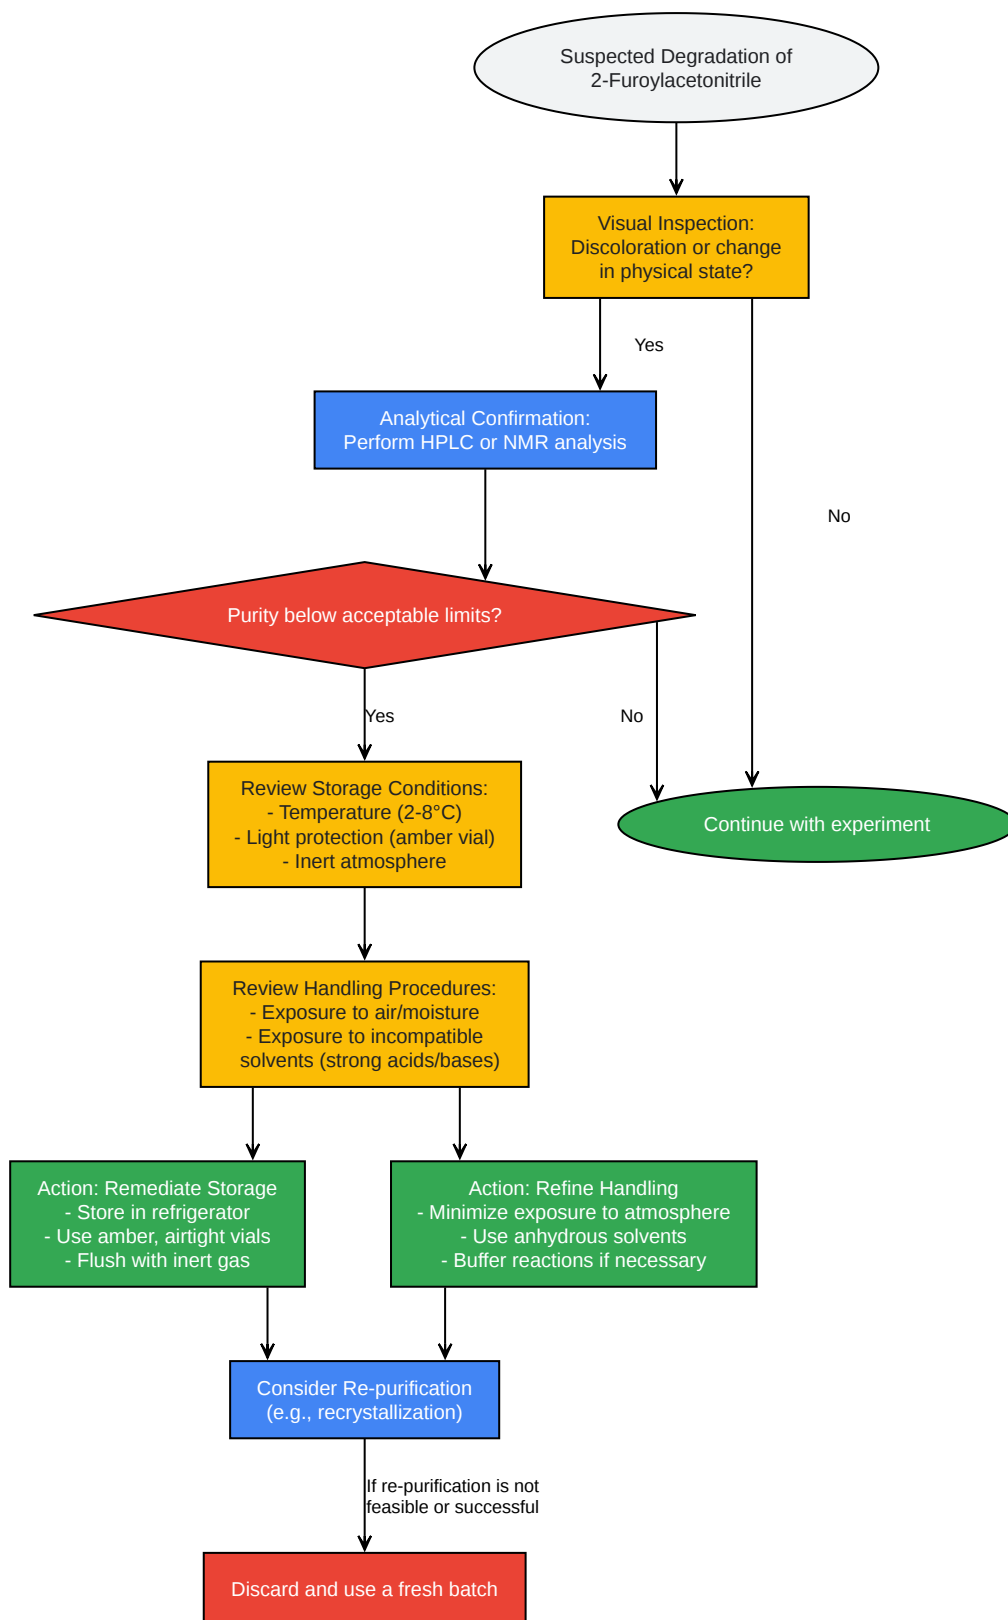 Suspected Degradation of
2-Furoylacetonitrile
Visual Inspection:
Discoloration or change
in physical state?
Yes
Analytical Confirmation:
Perform HPLC or NMR analysis
No
Purity below acceptable limits?
Yes
No
Review Storage Conditions:
- Temperature (2-8°C)
- Light protection (amber vial)
- Inert atmosphere
Continue with experiment
Review Handling Procedures:
- Exposure to air/moisture
- Exposure to incompatible
solvents (strong acids/bases)
Action: Remediate Storage
- Store in refrigerator
- Use amber, airtight vials
- Flush with inert gas
Action: Refine Handling
- Minimize exposure to atmosphere
- Use anhydrous solvents
- Buffer reactions if necessary
Consider Re-purification
(e.g., recrystallization)
If re-purification is not
feasible or successful
Discard and use a fresh batch